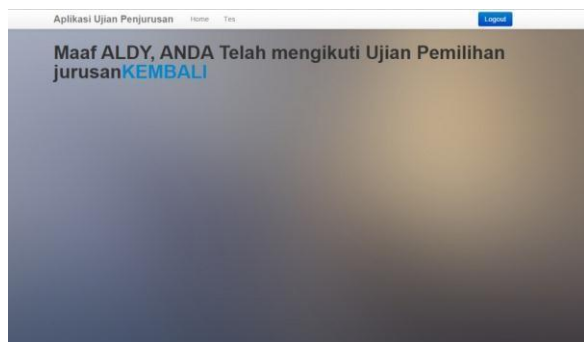 Aplikasi Ujian Penjurusan Home Tes Logout
Maaf ALDY, ANDA Telah mengikuti Ujian Pemilihan
jurusanKEMBALI